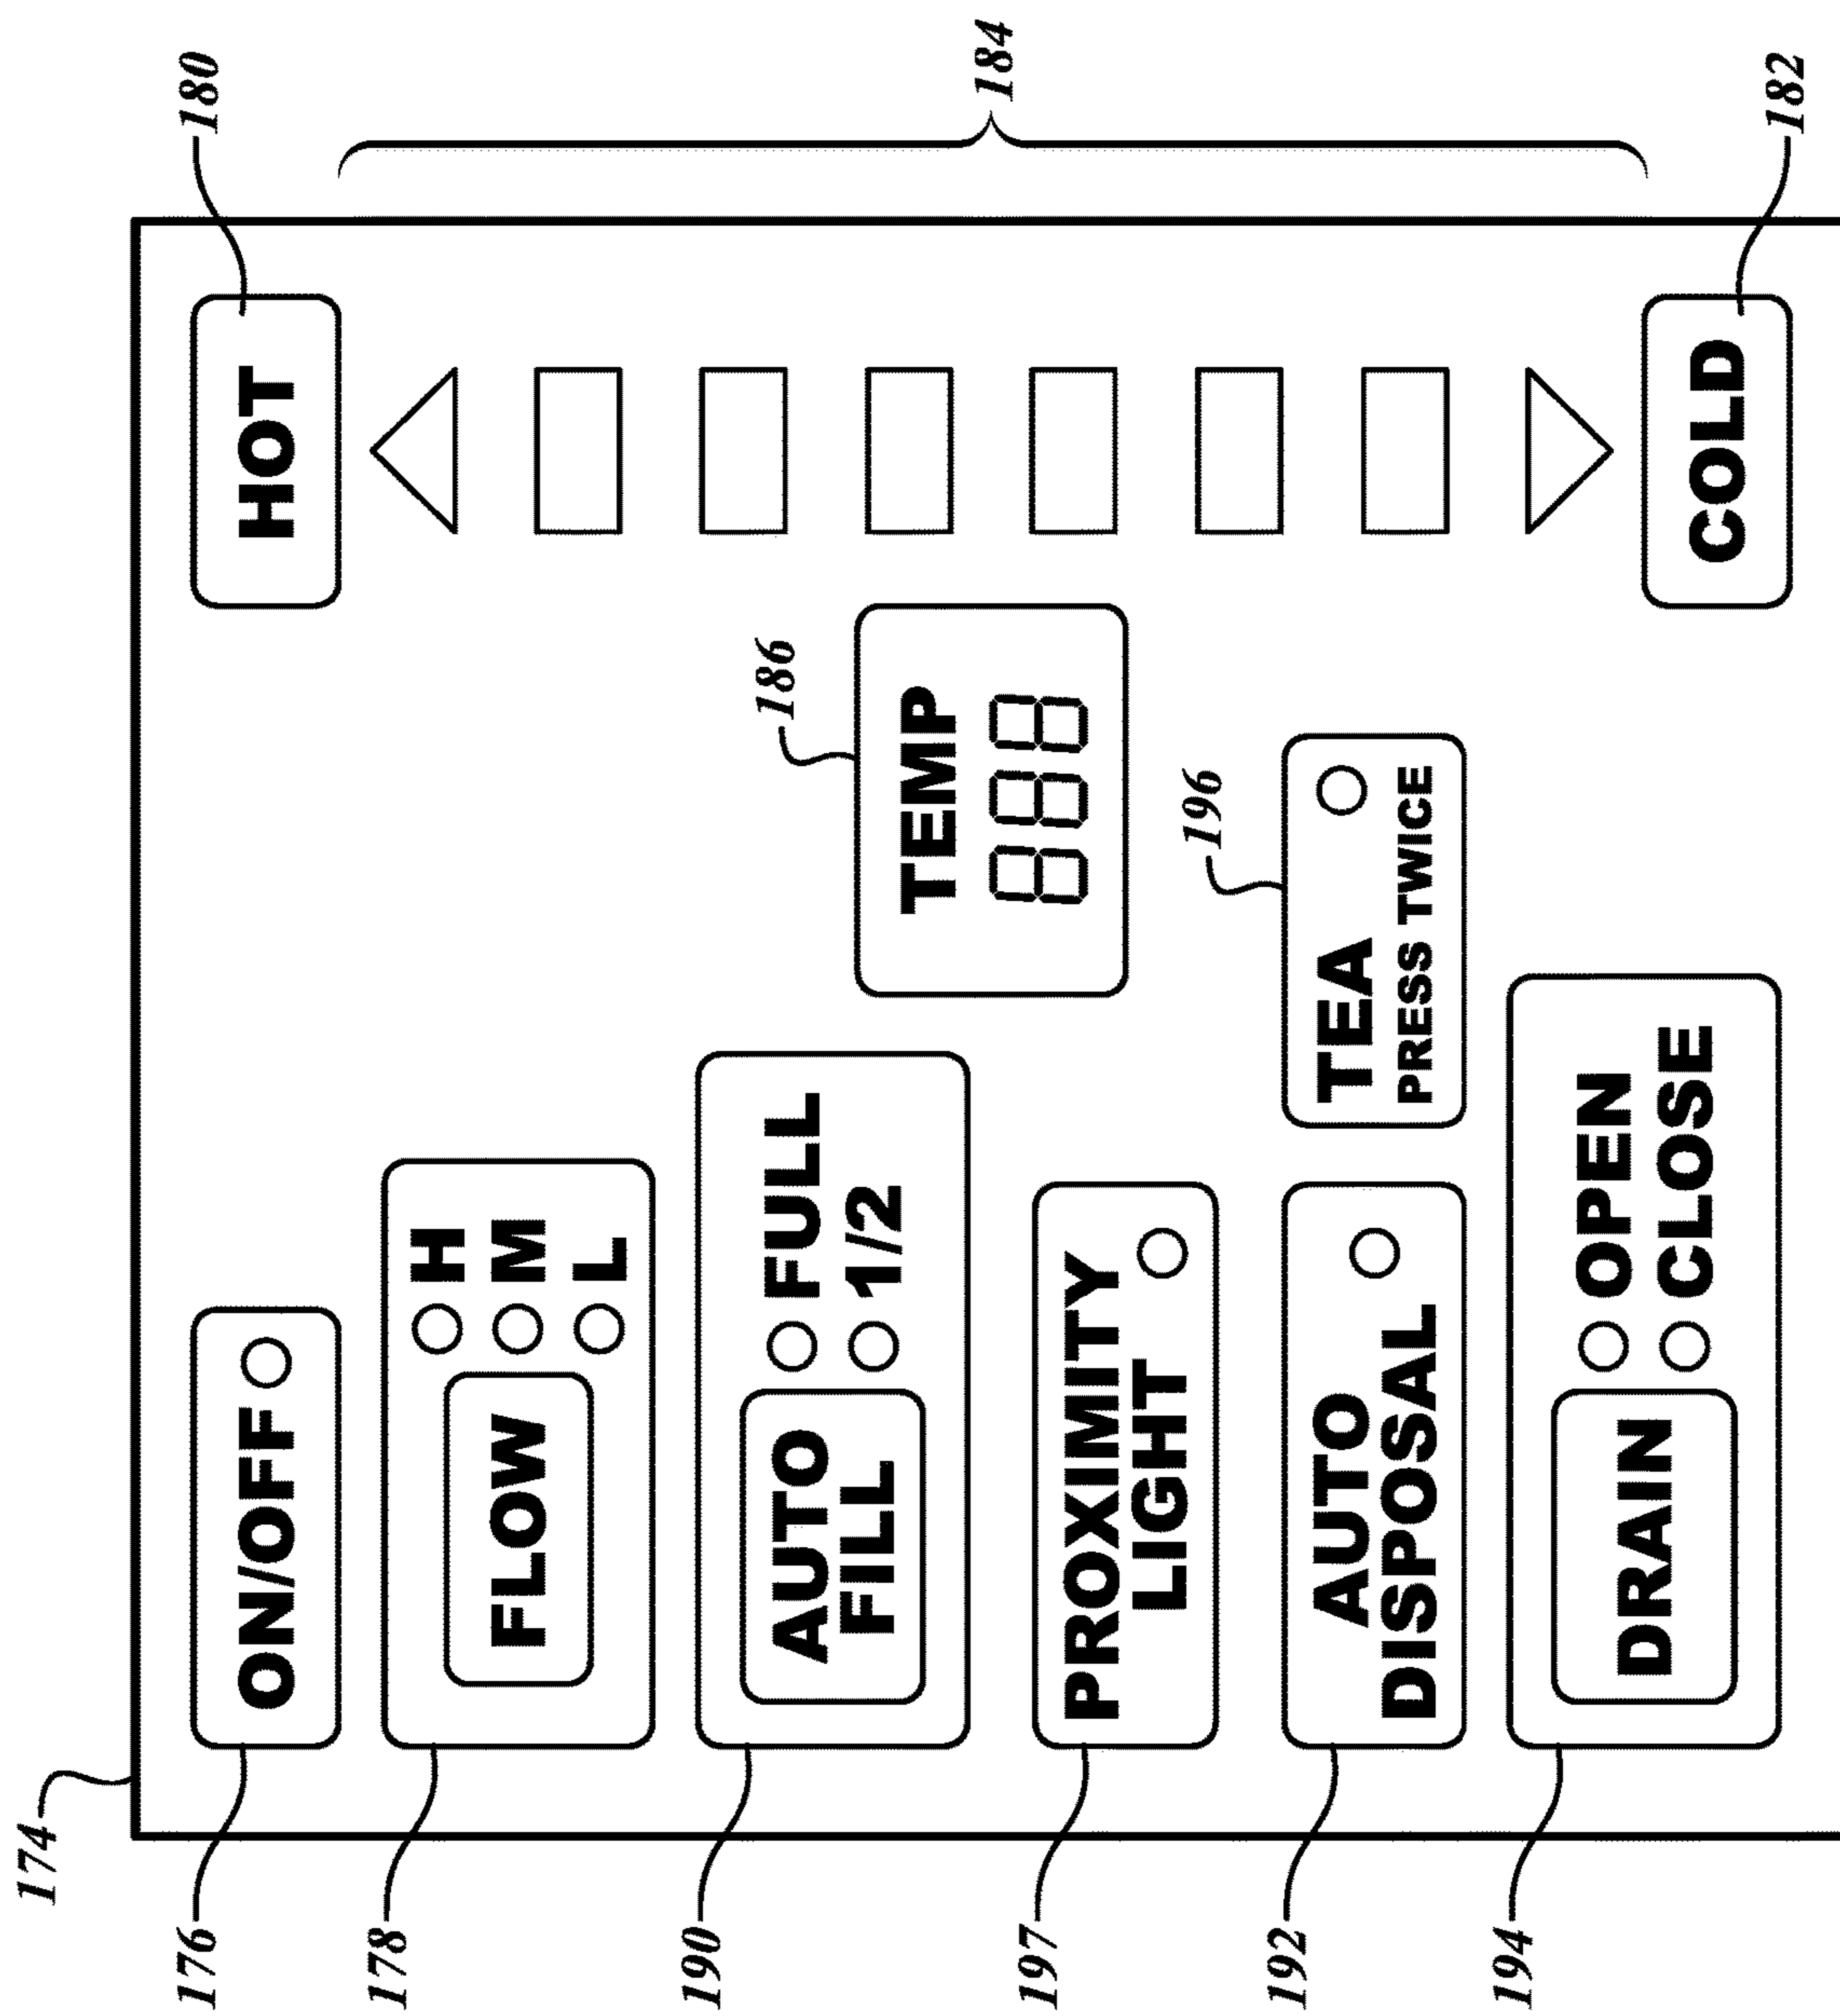 174
176
ON/OFF
HOT
180
178
FLOW
H
M
L
184
190
AUTO
FILL
FULL
1/2
186
TEMP
888
197
PROXIMITY
LIGHT
196
TEA
PRESS TWICE
192
AUTO
DISPOSAL
194
DRAIN
OPEN
CLOSE
COLD
182